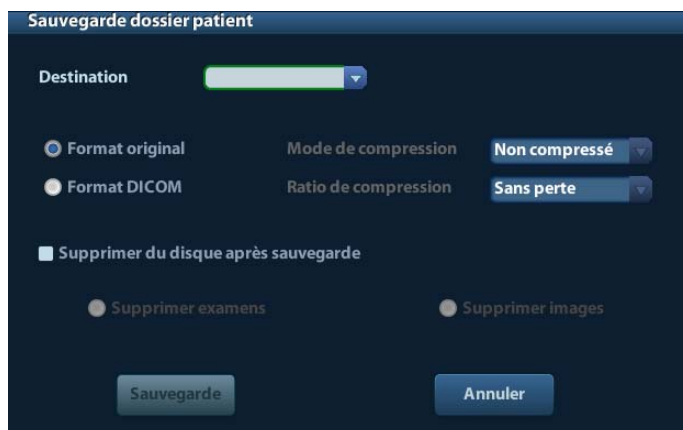 Sauvegarde dossier patient
Destination
Format original Mode de compression Non compressé
Format DICOM Ratio de compression Sans perte
Supprimer du disque après sauvegarde
Supprimer examens Supprimer images
Sauvegarde Annuler